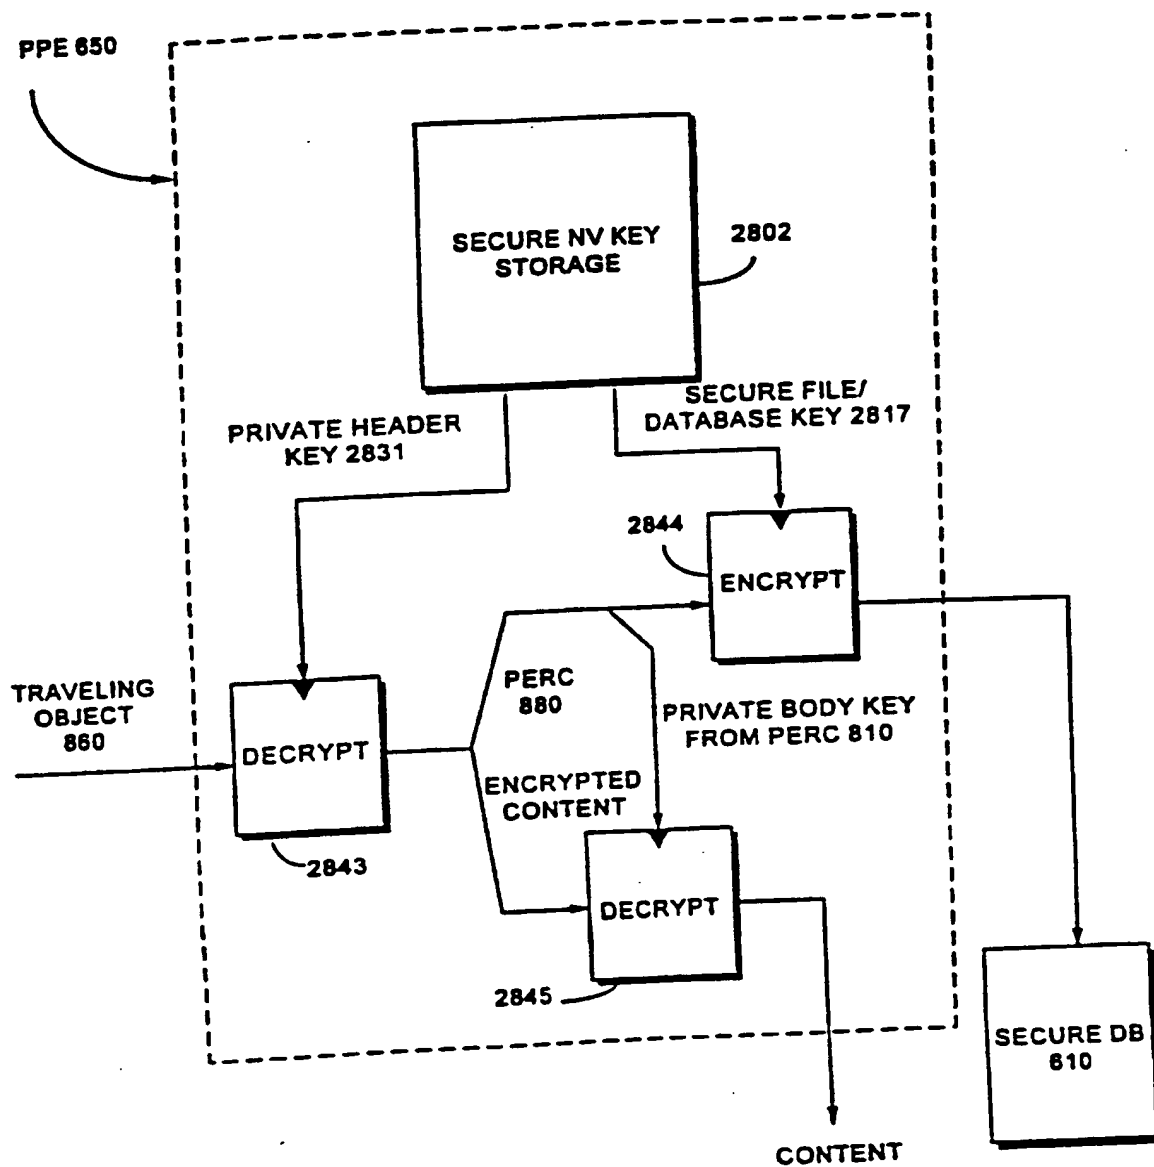 PPE 650
SECURE NV KEY
STORAGE
2802
PRIVATE HEADER
KEY 2831
SECURE FILE/
DATABASE KEY 2817
2844
ENCRYPT
TRAVELING
OBJECT
860
DECRYPT
2843
PERC
880
PRIVATE BODY KEY
FROM PERC 810
ENCRYPTED
CONTENT
DECRYPT
2845
SECURE DB
610
CONTENT